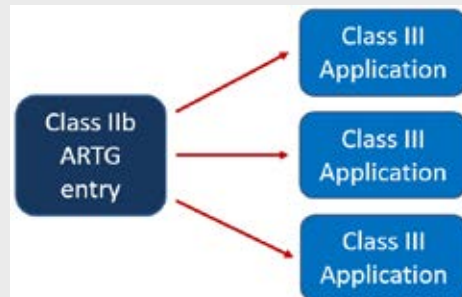 Class IIb
ARTG
entry
Class III
Application
Class III
Application
Class III
Application